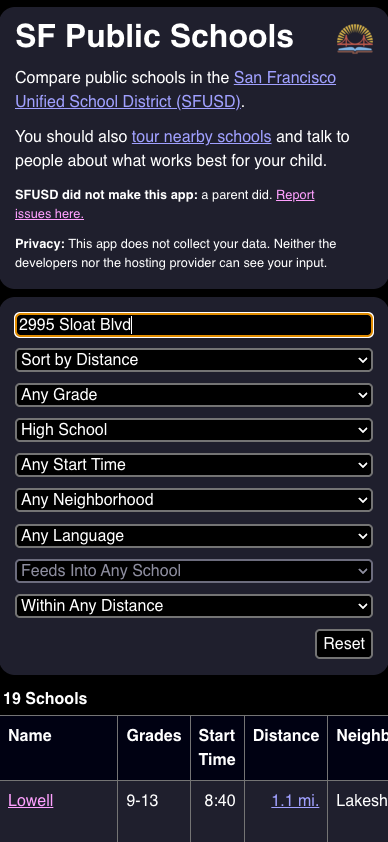 SF Public Schools
Compare public schools in the San Francisco
Unified School District (SFUSD).
You should also tour nearby schools and talk to
people about what works best for your child.
SFUSD did not make this app: a parent did. Report
issues here.
Privacy: This app does not collect your data. Neither the
developers nor the hosting provider can see your input.
2995 Sloat Blvd
Sort by Distance
Any Grade
High School
Any Start Time
Any Neighborhood
Any Language
Feeds Into Any School
Within Any Distance
Reset
19 Schools
Name Grades Start Distance Neighb
Time
Lowell 9-13 8:40 1.1 mi. Lakesh